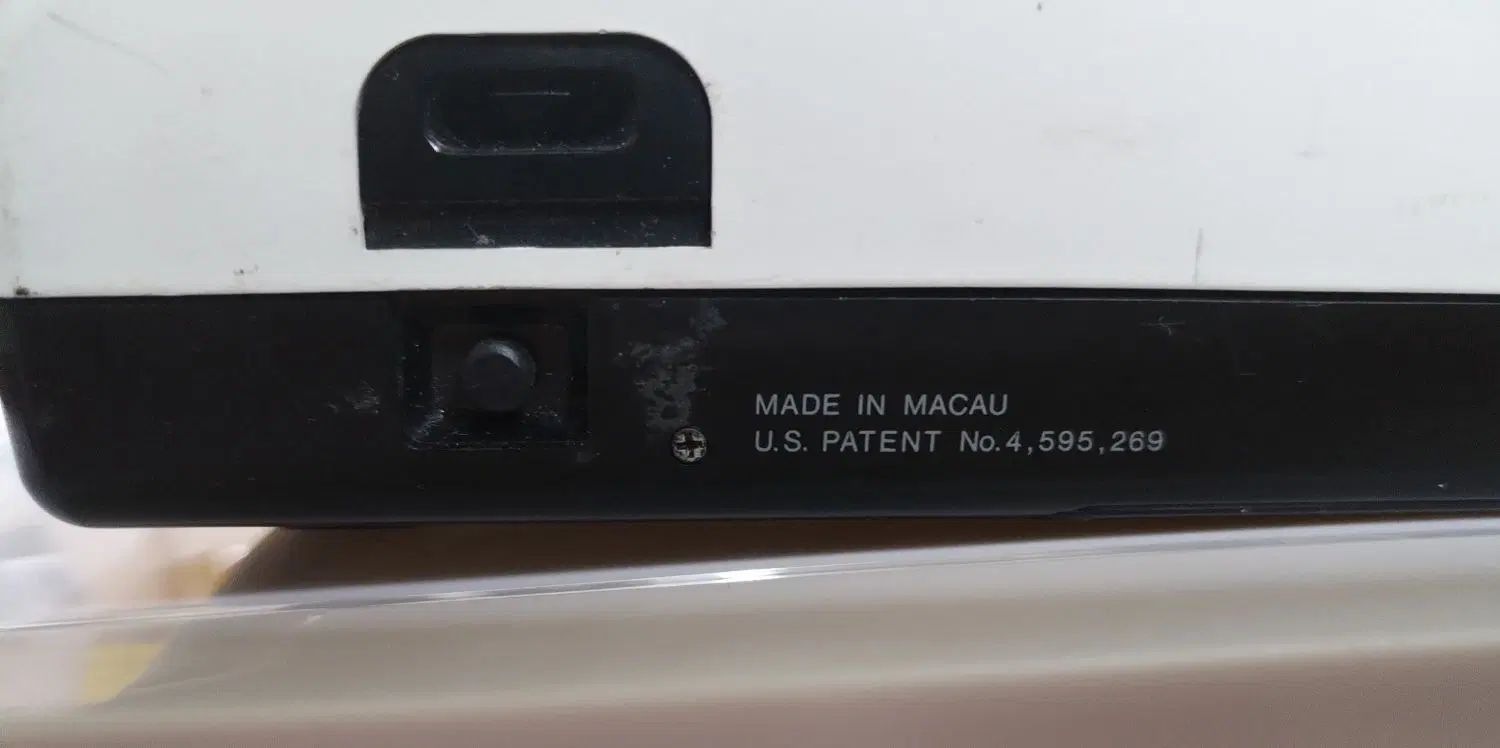 MADE IN MACAU
U.S. PATENT No.4,595,269